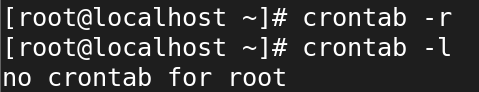 [root@localhost ~]# crontab -r
[root@localhost ~]# crontab -l
no crontab for root